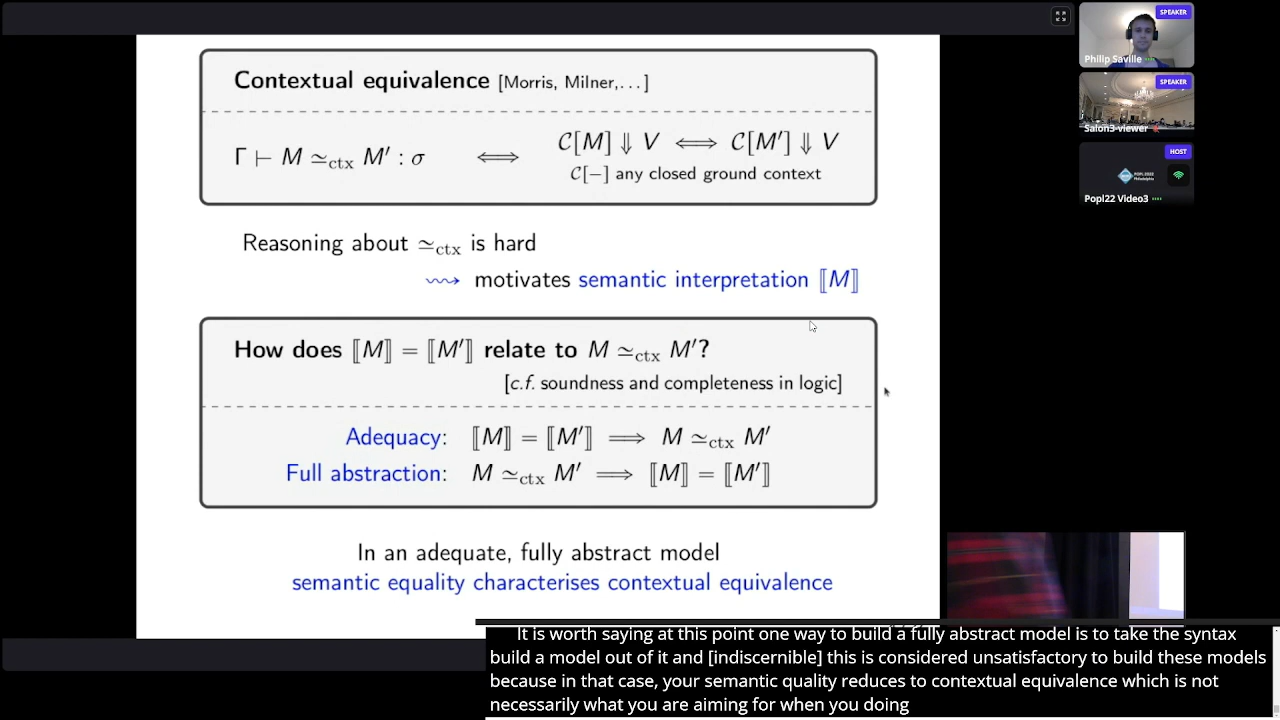 Contextual equivalence [Morris, Milner,...]
Γ ⊢ M ≃ctx M′ : σ ⟺ C[M] ⇓ V ⟺ C[M′] ⇓ V
C[−] any closed ground context
Reasoning about ≃ctx is hard
⇝ motivates semantic interpretation ⟦M⟧
How does ⟦M⟧ = ⟦M′⟧ relate to M ≃ctx M′?
[c.f. soundness and completeness in logic]
Adequacy: ⟦M⟧ = ⟦M′⟧ ⟹ M ≃ctx M′
Full abstraction: M ≃ctx M′ ⟹ ⟦M⟧ = ⟦M′⟧
In an adequate, fully abstract model
semantic equality characterises contextual equivalence
SPEAKER
Philip Saville
SPEAKER
Salon3-viewer
HOST
POPL 2022
Philadelphia
Popl22 Video3
It is worth saying at this point one way to build a fully abstract model is to take the syntax
build a model out of it and [indiscernible] this is considered unsatisfactory to build these models
because in that case, your semantic quality reduces to contextual equivalence which is not
necessarily what you are aiming for when you doing